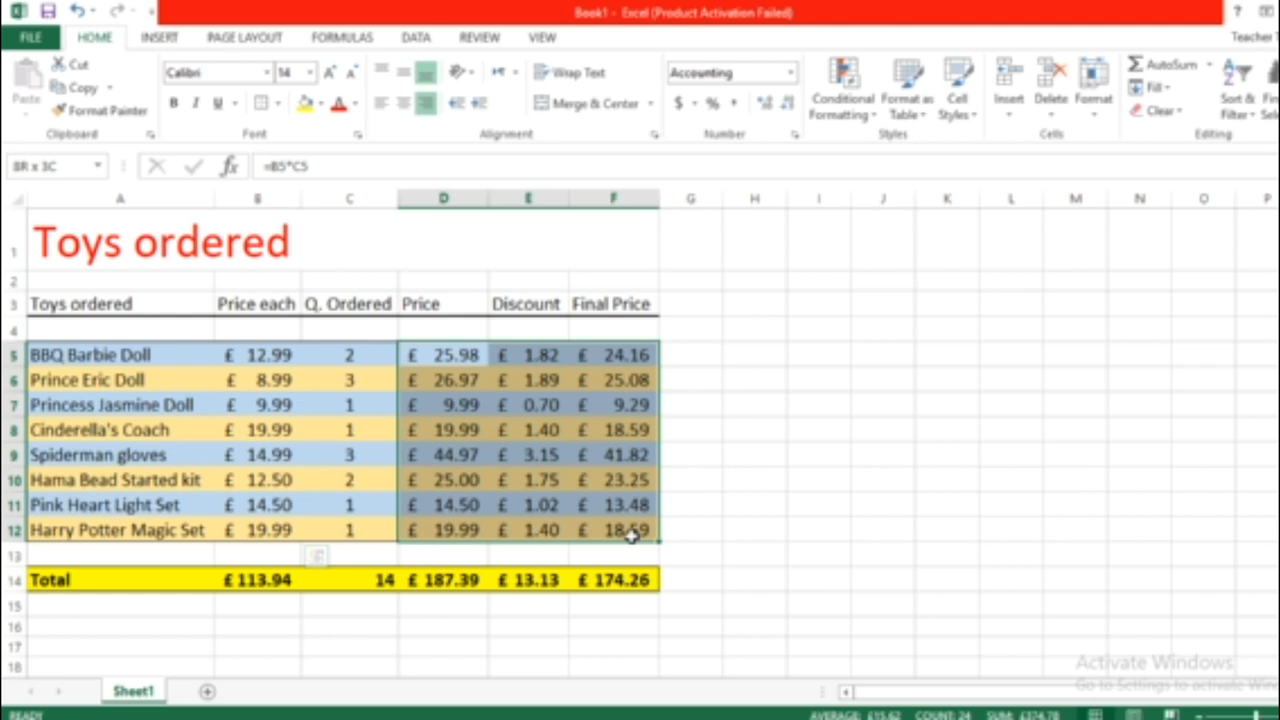 Book1 - Excel (Product Activation Failed)
?
FILE HOME INSERT PAGE LAYOUT FORMULAS DATA REVIEW VIEW Teacher
Paste Cut Copy Format Painter Clipboard
Calibri 14 A A B I U A Font
Wrap Text Merge & Center Alignment
Accounting $ % Number
Conditional Formatting Format as Table Cell Styles Styles
Insert Delete Format Cells
AutoSum Fill Clear Sort & Filter Editing
8R x 3C fx =B5*C5
A B C D E F G H I J K L M N O P
1 Toys ordered
2
3 Toys ordered Price each Q. Ordered Price Discount Final Price
4
5 BBQ Barbie Doll £ 12.99 2 £ 25.98 £ 1.82 £ 24.16
6 Prince Eric Doll £ 8.99 3 £ 26.97 £ 1.89 £ 25.08
7 Princess Jasmine Doll £ 9.99 1 £ 9.99 £ 0.70 £ 9.29
8 Cinderella's Coach £ 19.99 1 £ 19.99 £ 1.40 £ 18.59
9 Spiderman gloves £ 14.99 3 £ 44.97 £ 3.15 £ 41.82
10 Hama Bead Started kit £ 12.50 2 £ 25.00 £ 1.75 £ 23.25
11 Pink Heart Light Set £ 14.50 1 £ 14.50 £ 1.02 £ 13.48
12 Harry Potter Magic Set £ 19.99 1 £ 19.99 £ 1.40 £ 18.59
13
14 Total £ 113.94 14 £ 187.39 £ 13.13 £ 174.26
15
16
17
18
Activate Windows
Go to Settings to activate Win
Sheet1
READY AVERAGE: £15.62 COUNT: 24 SUM: £374.78